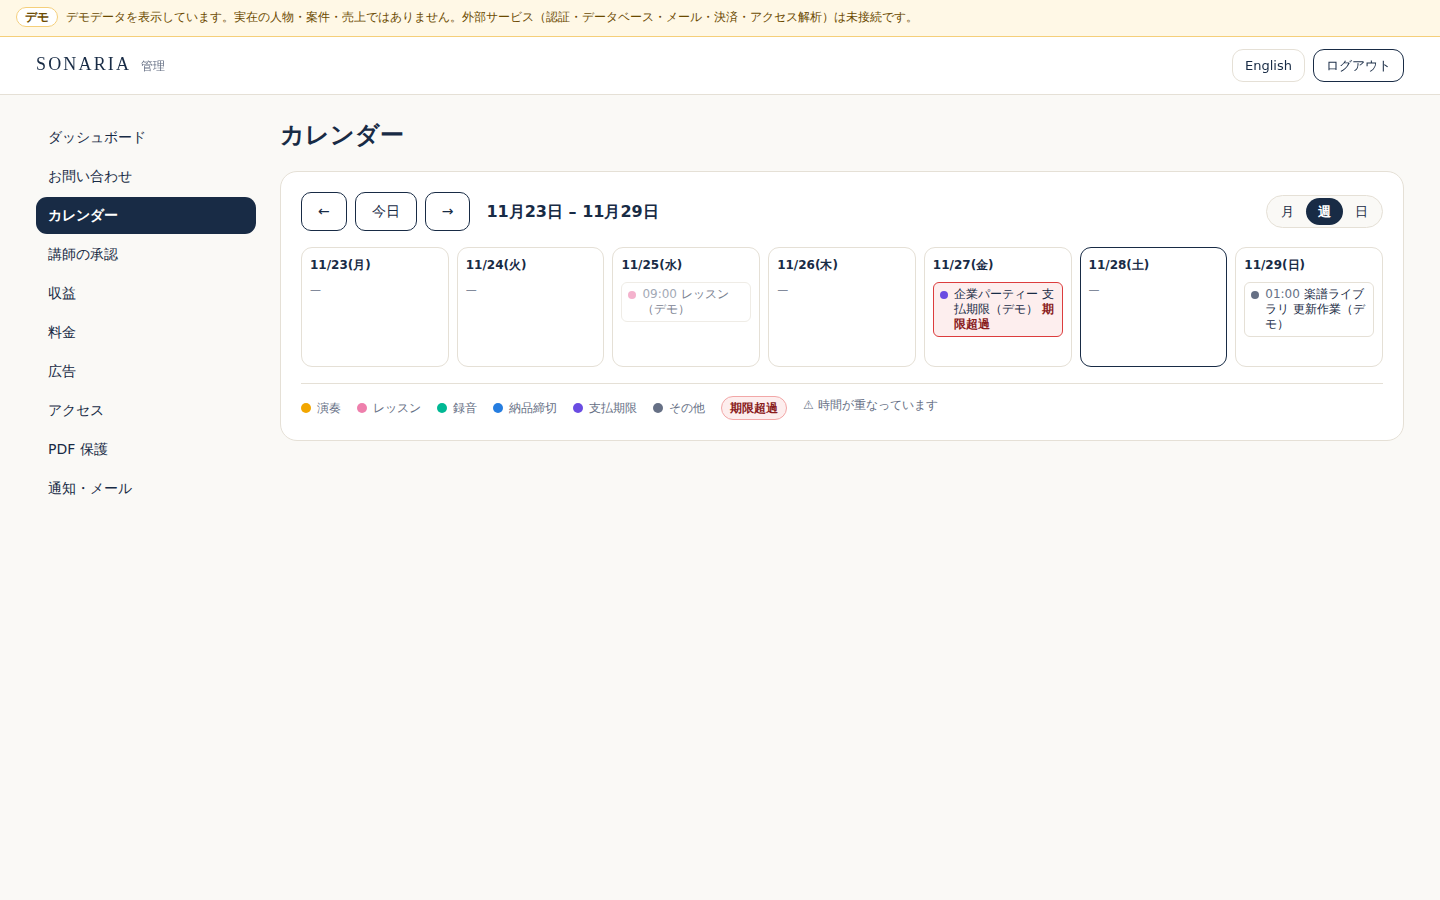 デモ デモデータを表示しています。実在の人物・案件・売上ではありません。外部サービス（認証・データベース・メール・決済・アクセス解析）は未接続です。
SONARIA 管理
English
ログアウト
ダッシュボード
お問い合わせ
カレンダー
講師の承認
収益
料金
広告
アクセス
PDF 保護
通知・メール
カレンダー
← 今日 → 11月23日 – 11月29日
月 週 日
11/23(月)
—
11/24(火)
—
11/25(水)
09:00 レッスン
（デモ）
11/26(木)
—
11/27(金)
企業パーティー 支
払期限（デモ） 期
限超過
11/28(土)
—
11/29(日)
01:00 楽譜ライブ
ラリ 更新作業（デ
モ）
演奏 レッスン 録音 納品締切 支払期限 その他 期限超過 ⚠ 時間が重なっています